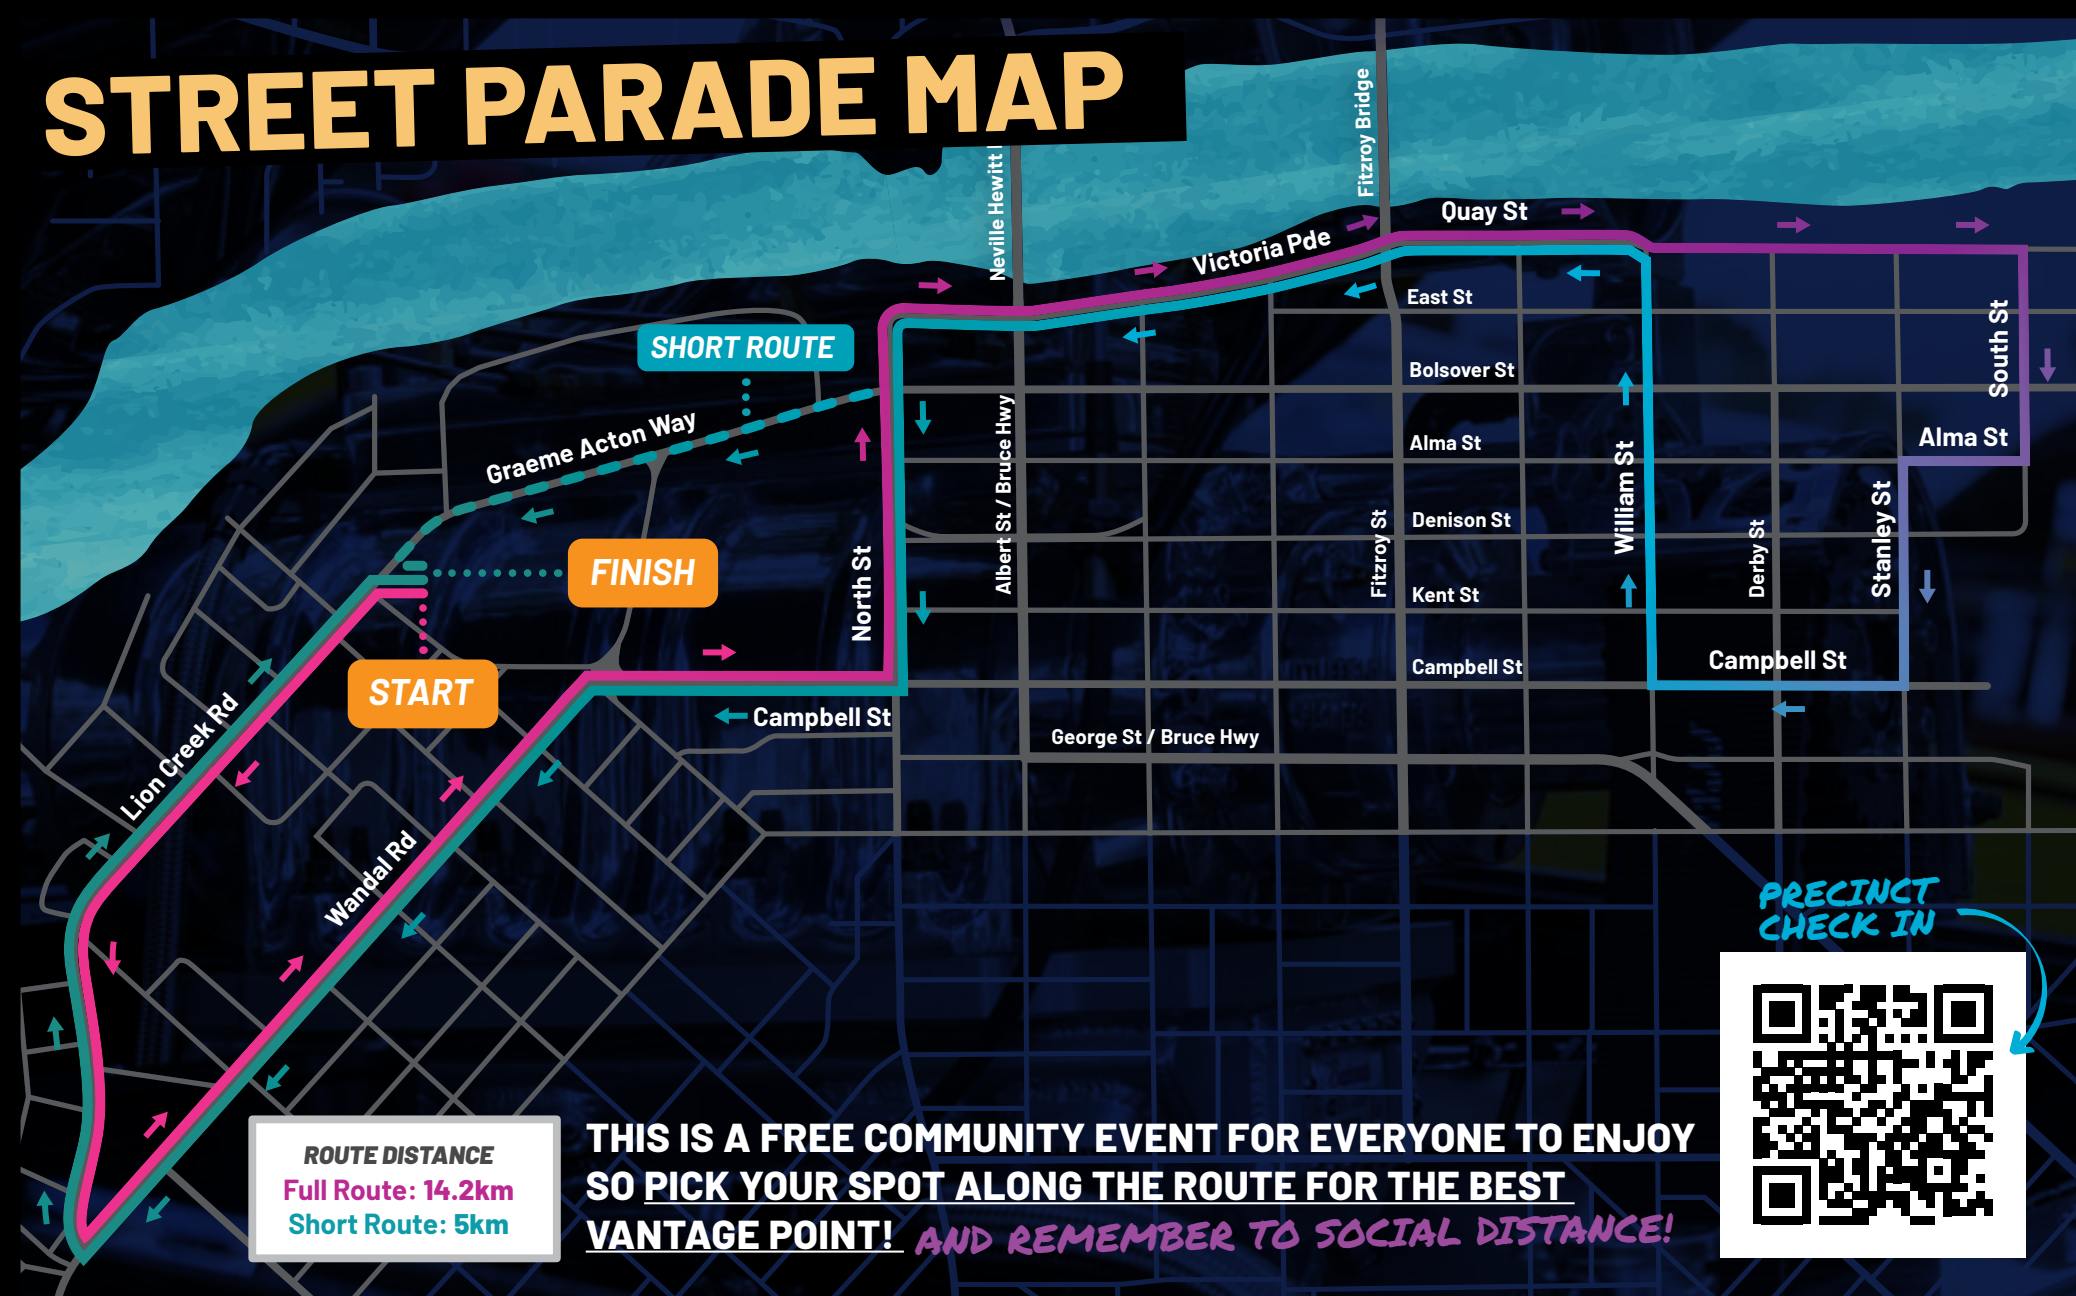 STREET PARADE MAP
Neville Hewitt
Fitzroy Bridge
Quay St
Victoria Pde
East St
SHORT ROUTE
South St
Bolsover St
Graeme Acton Way
Albert St / Bruce Hwy
Alma St
Alma St
William St
Denison St
Fitzroy St
Derby St
Stanley St
FINISH
North St
Kent St
Campbell St
Campbell St
START
Campbell St
George St / Bruce Hwy
Lion Creek Rd
Wandal Rd
PRECINCT
CHECK IN
ROUTE DISTANCE
Full Route: 14.2km
Short Route: 5km
THIS IS A FREE COMMUNITY EVENT FOR EVERYONE TO ENJOY
SO PICK YOUR SPOT ALONG THE ROUTE FOR THE BEST
VANTAGE POINT! AND REMEMBER TO SOCIAL DISTANCE!